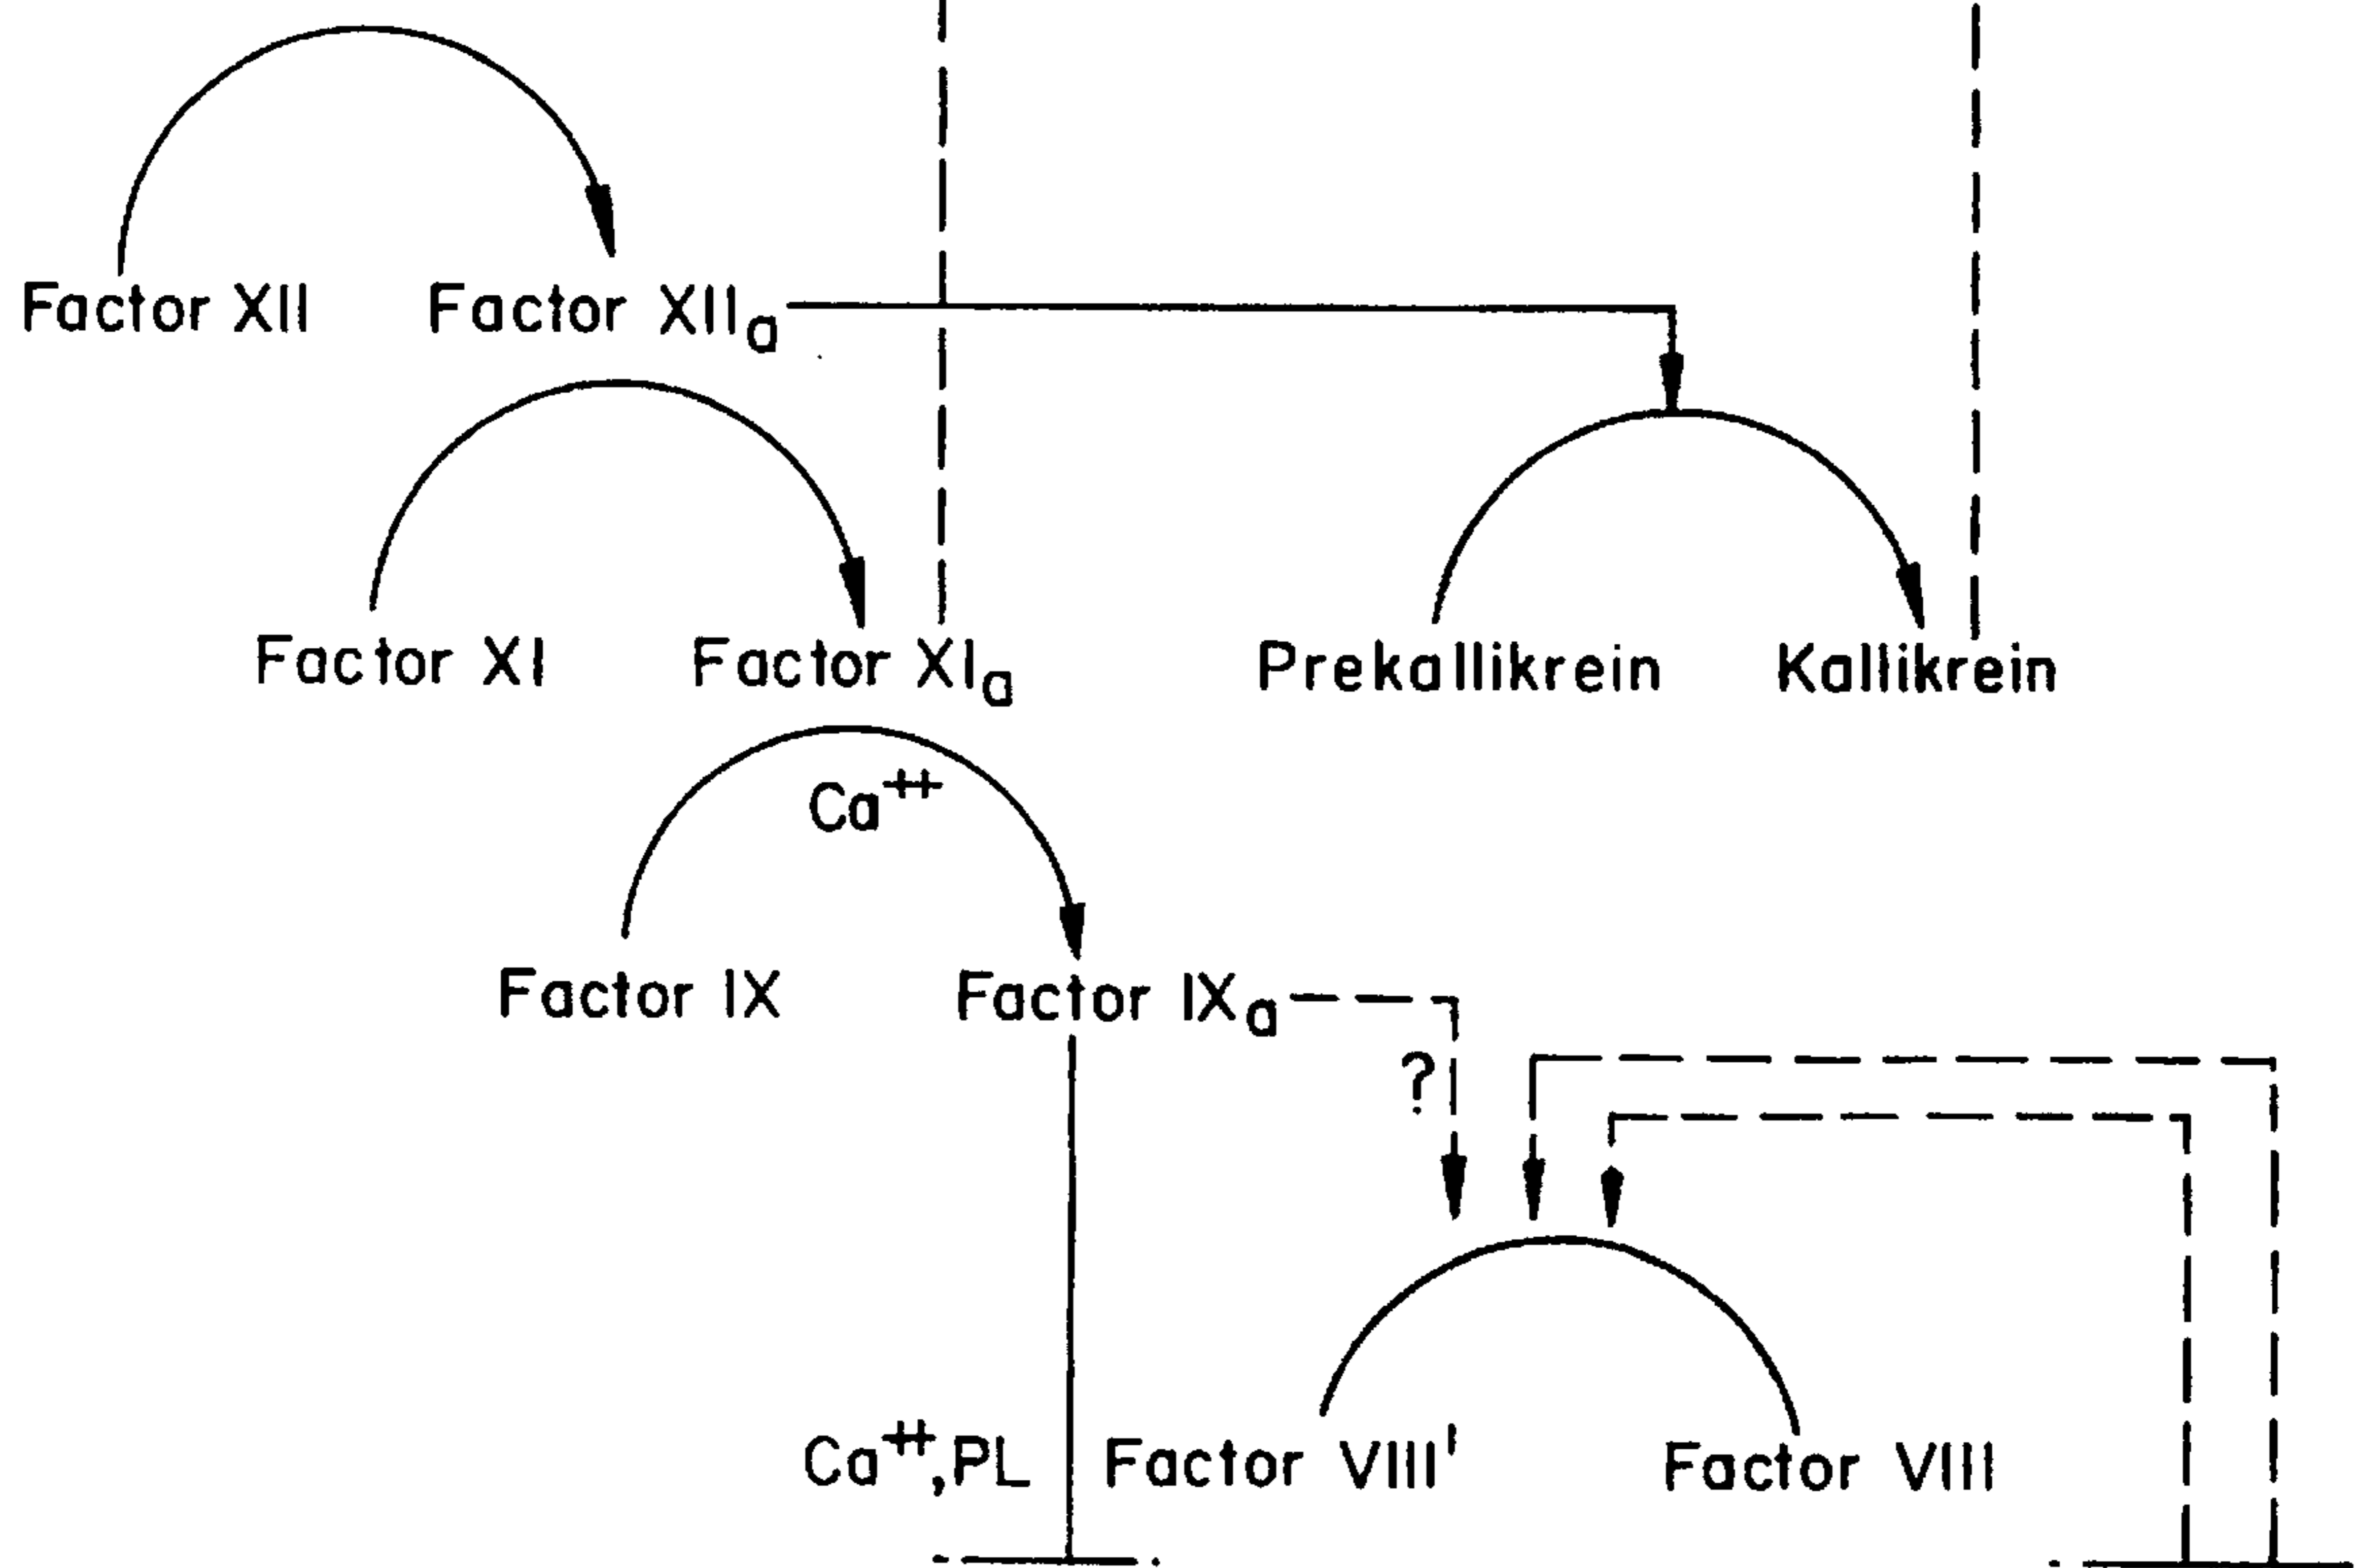 Factor XII Factor XIIa
Factor XI Factor XIa Prekallikrein Kallikrein
Ca++
Factor IX Factor IXa
?
Ca++,PL Factor VIII' Factor VIII